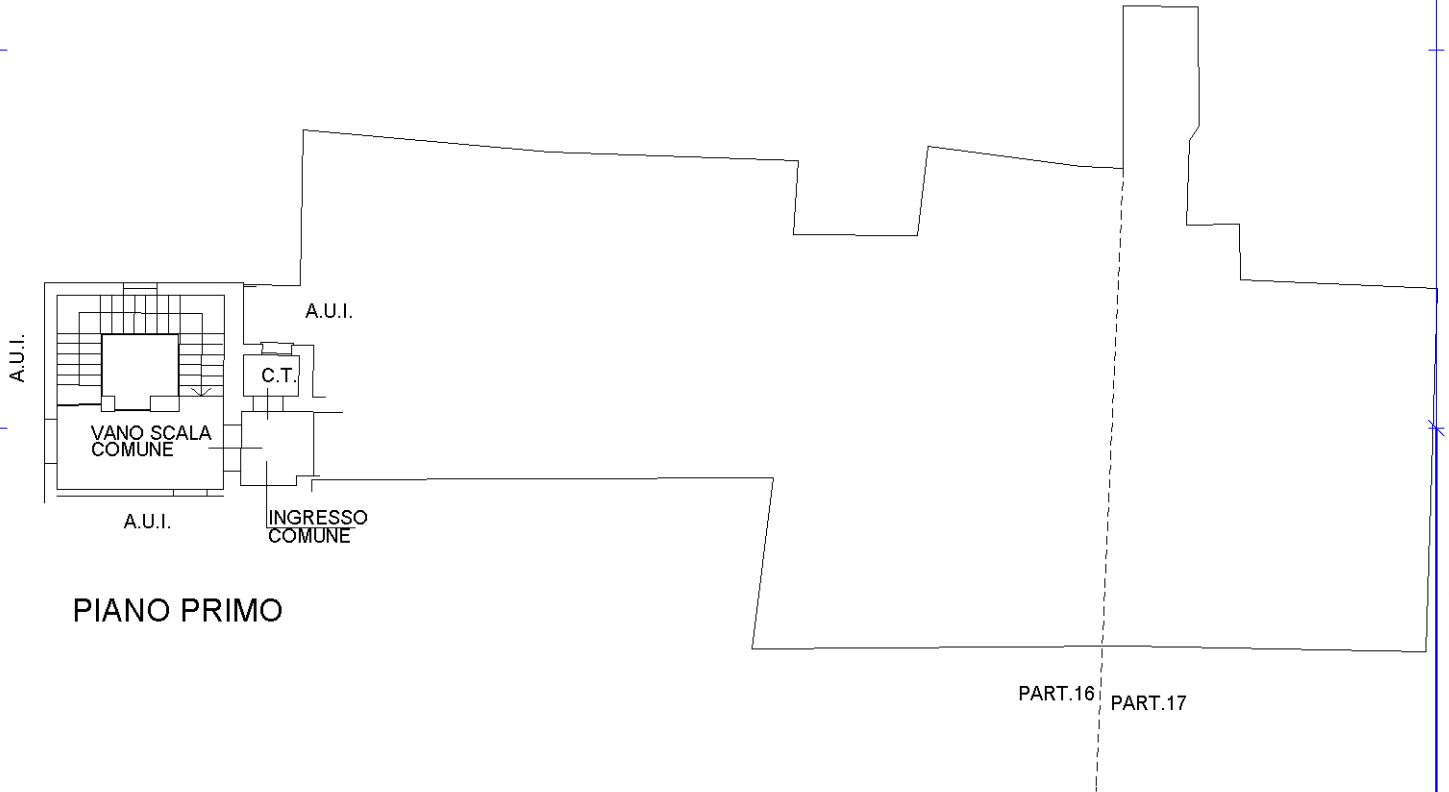 A.U.I.
A.U.I.
C.T.
VANO SCALA
COMUNE
A.U.I.
INGRESSO
COMUNE
PIANO PRIMO
PART.16
PART.17